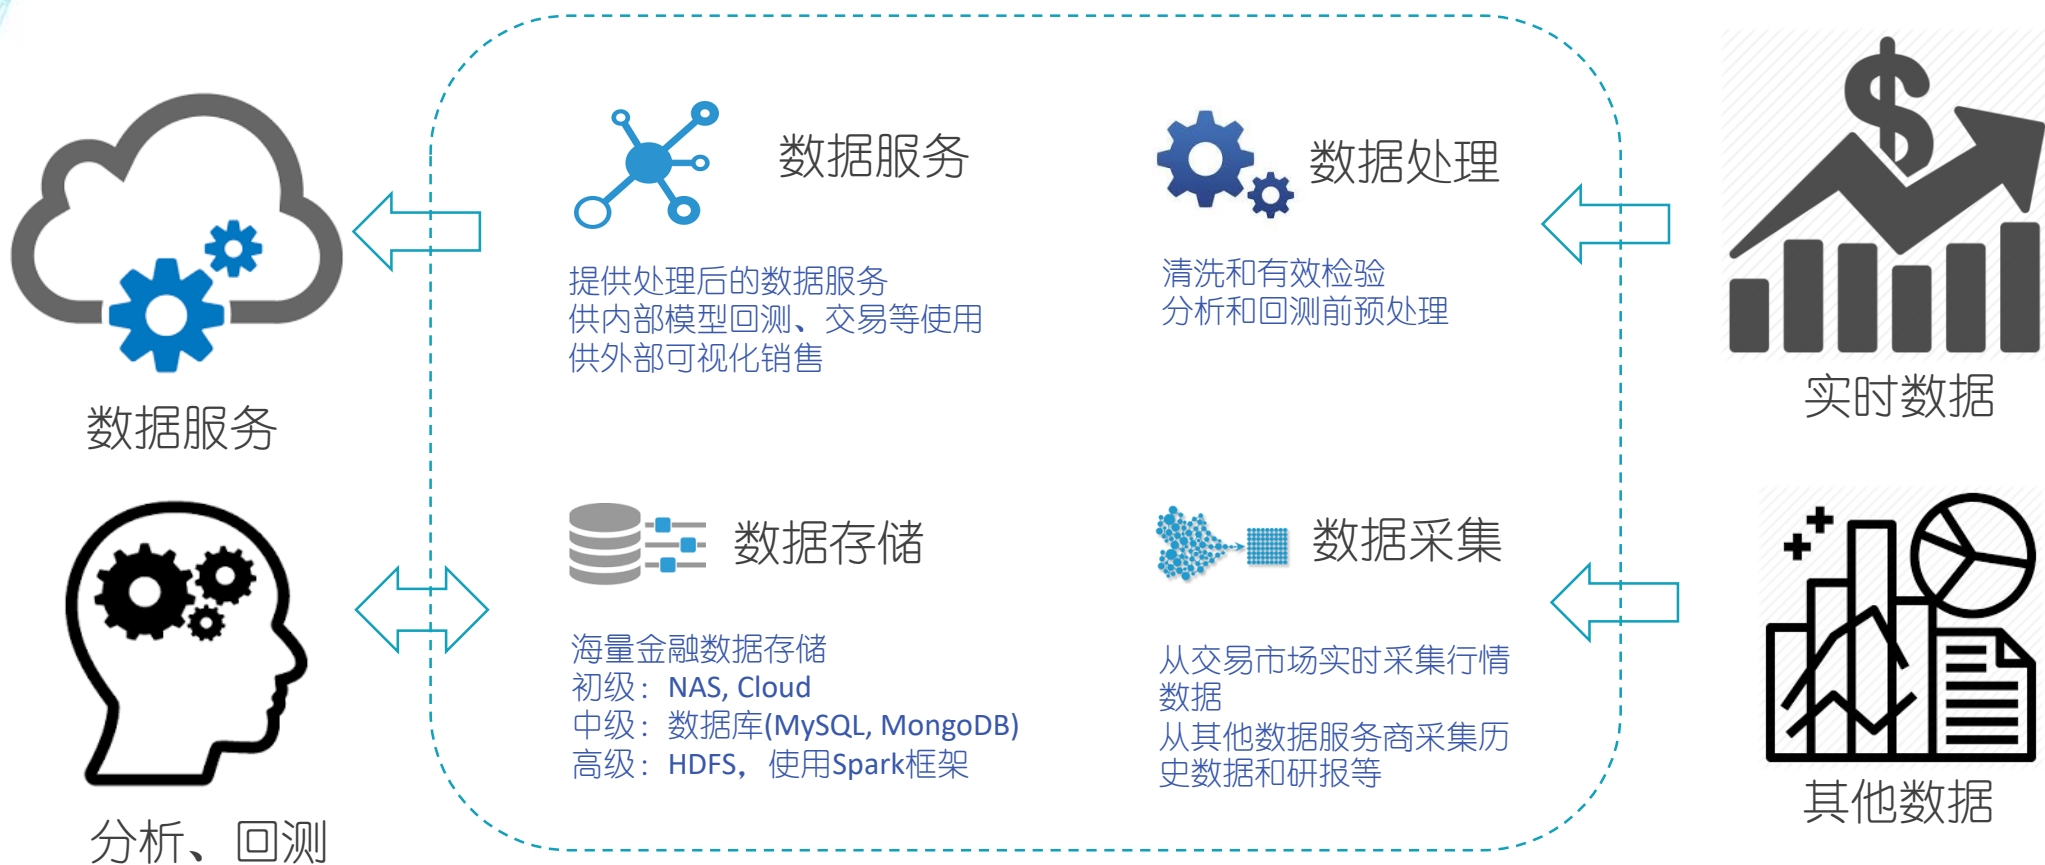 数据服务
提供处理后的数据服务
供内部模型回测、交易等使用
供外部可视化销售
数据处理
清洗和有效检验
分析和回测前预处理
实时数据
数据服务
数据存储
海量金融数据存储
初级：NAS, Cloud
中级：数据库(MySQL, MongoDB)
高级：HDFS，使用Spark框架
数据采集
从交易市场实时采集行情
数据
从其他数据服务商采集历
史数据和研报等
其他数据
分析、回测